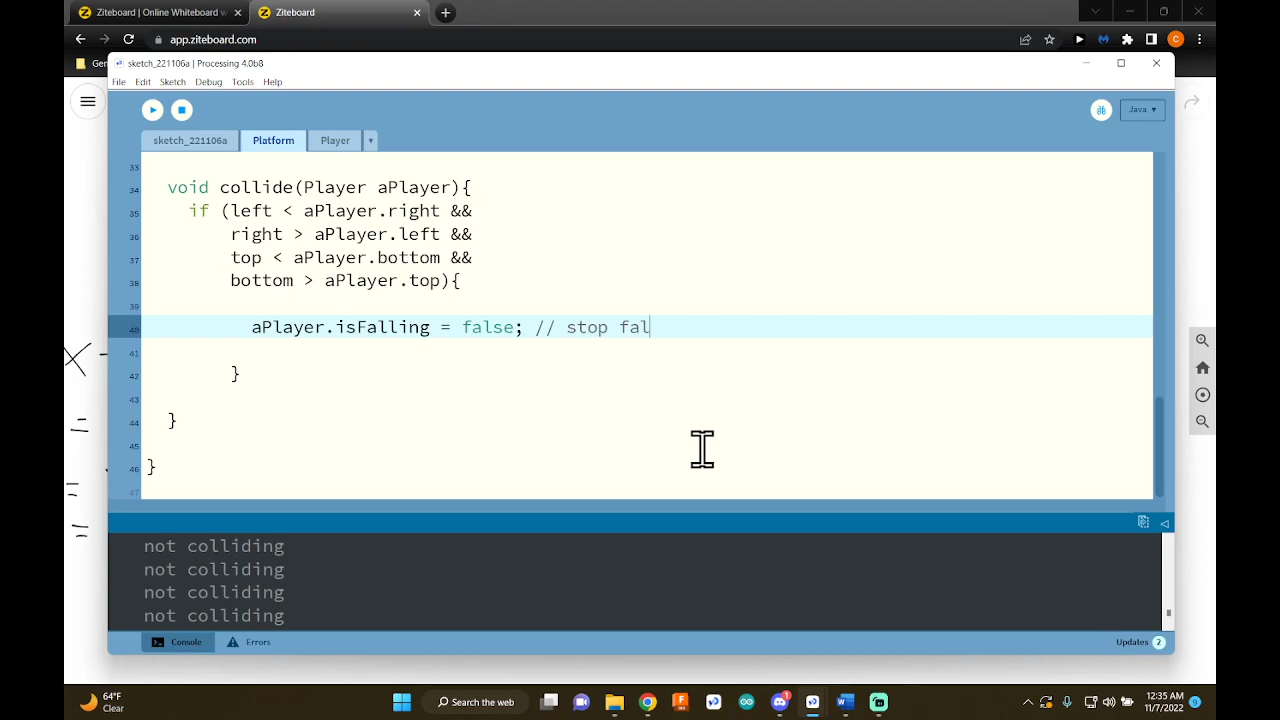 Ziteboard | Online Whiteboard w
Ziteboard
app.ziteboard.com
Gen
sketch_221106a | Processing 4.0b8
File Edit Sketch Debug Tools Help
Java
sketch_221106a Platform Player
33
34 void collide(Player aPlayer){
35 if (left < aPlayer.right &&
36 right > aPlayer.left &&
37 top < aPlayer.bottom &&
38 bottom > aPlayer.top){
39
40 aPlayer.isFalling = false; // stop fal
41
42 }
43
44 }
45
46 }
47
X -
=
=
=
not colliding
not colliding
not colliding
not colliding
Console Errors Updates 2
64°F
Clear
Search the web
1
12:35 AM
11/7/2022
9